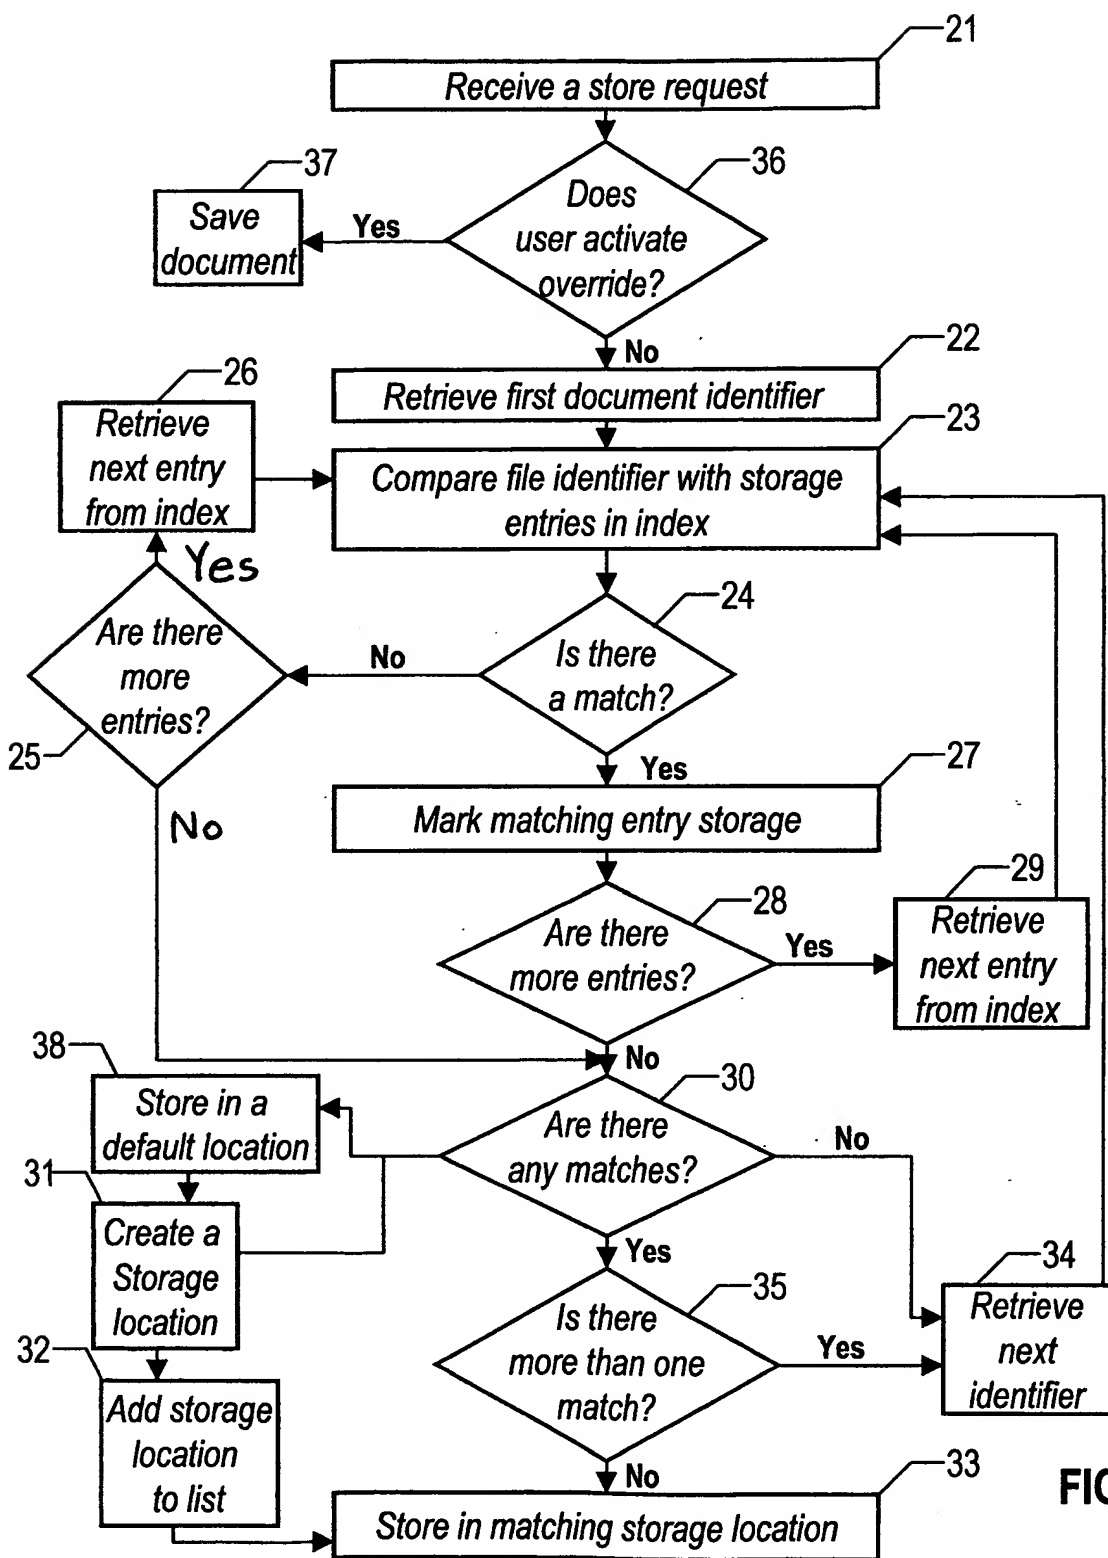 21
Receive a store request
37
36
Save
document
Yes
Does
user activate
override?
No
22
26
Retrieve first document identifier
23
Retrieve
next entry
from index
Compare file identifier with storage
entries in index
Yes
24
Are there
more
entries?
No
Is there
a match?
25
Yes
27
No
Mark matching entry storage
29
28
Are there
more entries?
Yes
Retrieve
next entry
from index
38
No
30
Store in a
default location
Are there
any matches?
No
31
Create a
Storage
location
Yes
34
35
Is there
more than one
match?
Yes
Retrieve
next
identifier
32
Add storage
location
to list
No
33
Store in matching storage location